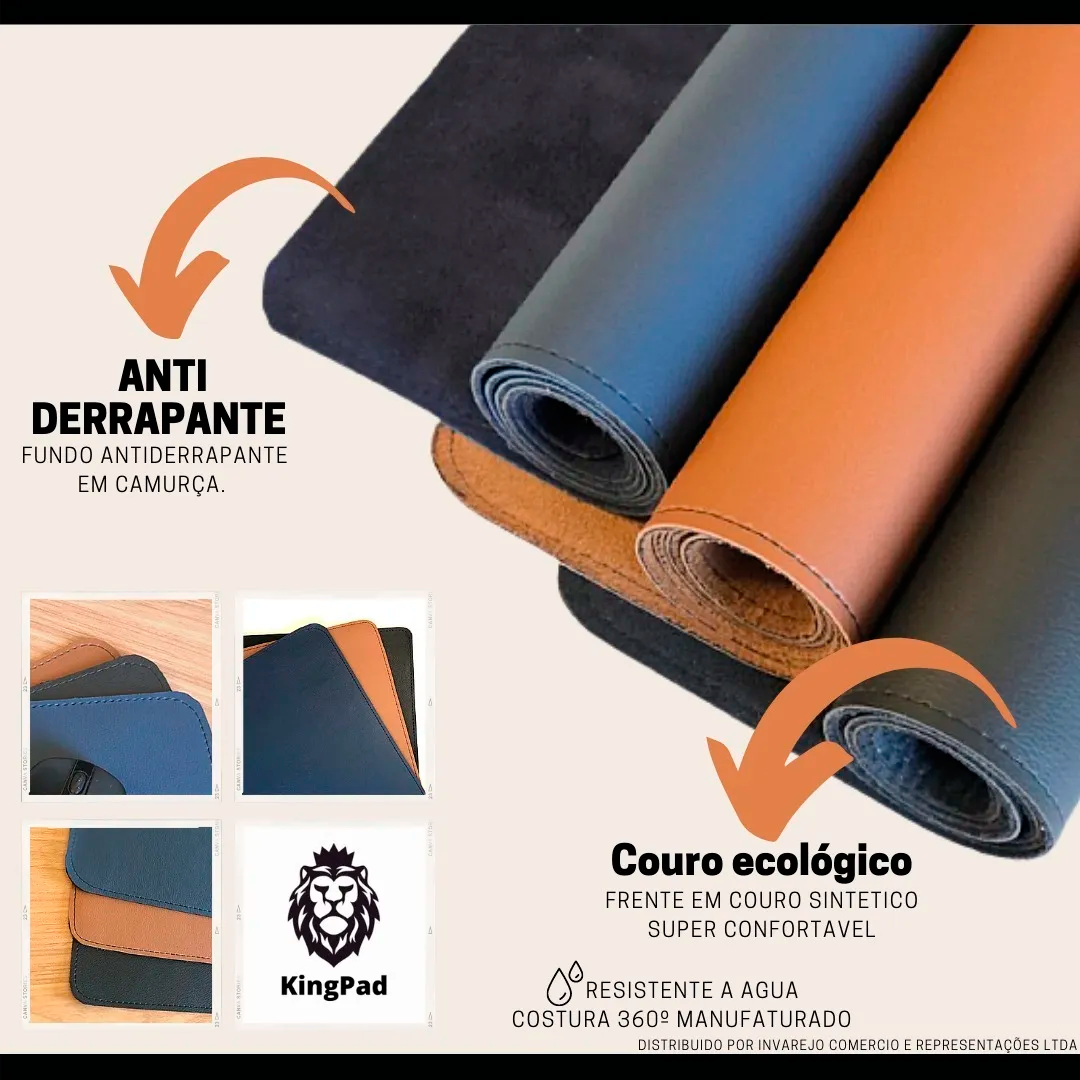 ANTI
DERRAPANTE
FUNDO ANTIDERRAPANTE
EM CAMURÇA.
Couro ecológico
FRENTE EM COURO SINTETICO
SUPER CONFORTAVEL
KingPad
RESISTENTE A AGUA
COSTURA 360º MANUFATURADO
DISTRIBUIDO POR INVAREJO COMERCIO E REPRESENTAÇÕES LTDA